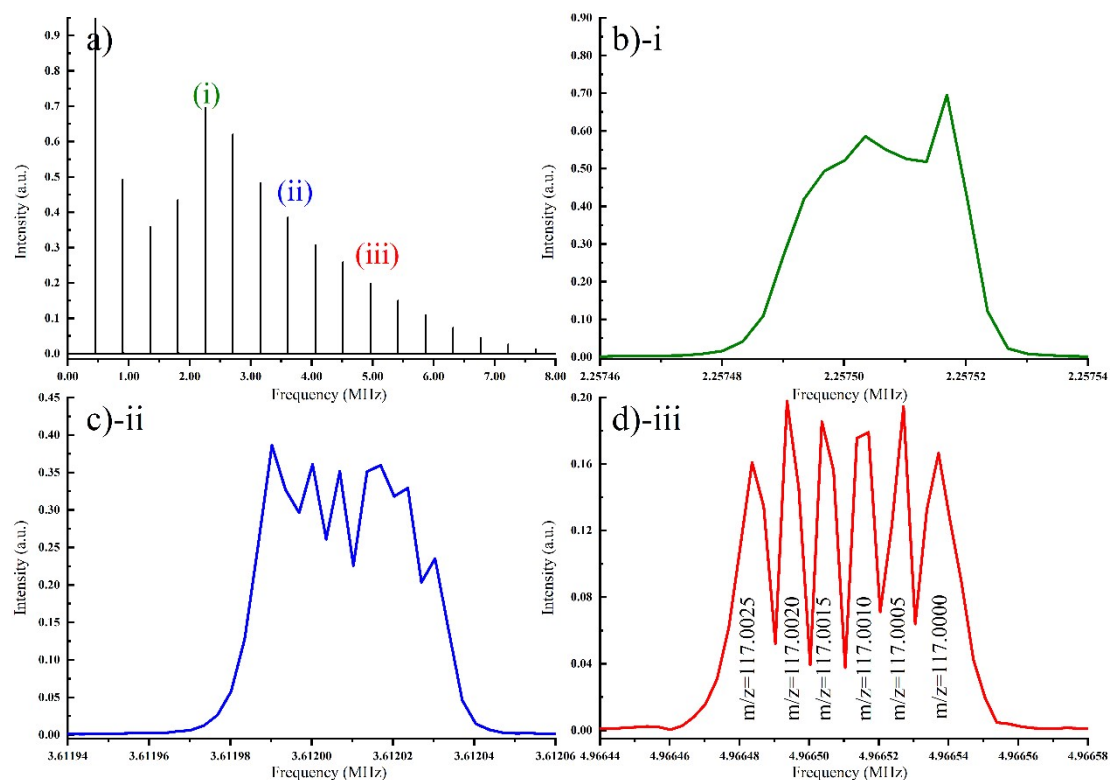 a)
(i)
(ii)
(iii)
Intensity (a.u.)
0.9
0.8
0.7
0.6
0.5
0.4
0.3
0.2
0.1
0.0
0.00 1.00 2.00 3.00 4.00 5.00 6.00 7.00 8.00
Frequency (MHz)
b)-i
Intensity (a.u.)
0.90
0.80
0.70
0.60
0.50
0.40
0.30
0.20
0.10
0.00
2.25746 2.25748 2.25750 2.25752 2.25754
Frequency (MHz)
c)-ii
Intensity (a.u.)
0.45
0.40
0.35
0.30
0.25
0.20
0.15
0.10
0.05
0.00
3.61194 3.61196 3.61198 3.61200 3.61202 3.61204 3.61206
Frequency (MHz)
d)-iii
Intensity (a.u.)
0.20
0.16
0.12
0.08
0.04
0.00
m/z=117.0025
m/z=117.0020
m/z=117.0015
m/z=117.0010
m/z=117.0005
m/z=117.0000
4.96644 4.96646 4.96648 4.96650 4.96652 4.96654 4.96656 4.96658
Frequency (MHz)